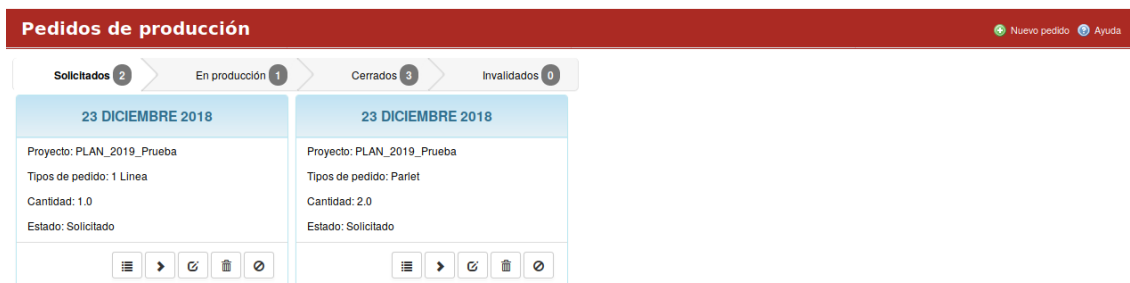 Pedidos de producción
Nuevo pedido Ayuda
Solicitados 2 En producción 1 Cerrados 3 Invalidados 0
23 DICIEMBRE 2018
Proyecto: PLAN_2019_Prueba
Tipos de pedido: 1 Linea
Cantidad: 1.0
Estado: Solicitado
23 DICIEMBRE 2018
Proyecto: PLAN_2019_Prueba
Tipos de pedido: Parlet
Cantidad: 2.0
Estado: Solicitado